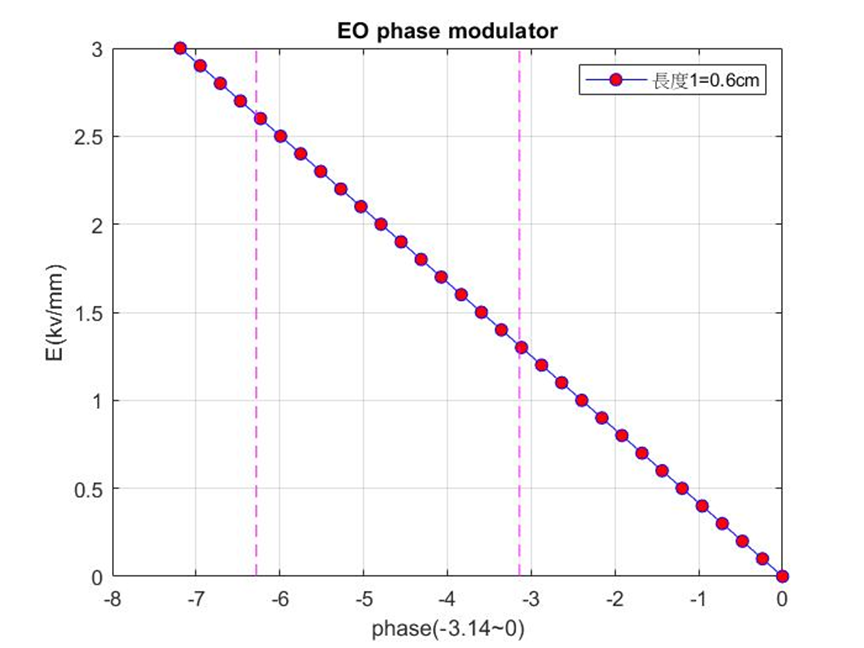 EO phase modulator
長度1=0.6cm
3
2.5
2
1.5
1
0.5
0
E(kv/mm)
-8 -7 -6 -5 -4 -3 -2 -1 0
phase(-3.14~0)